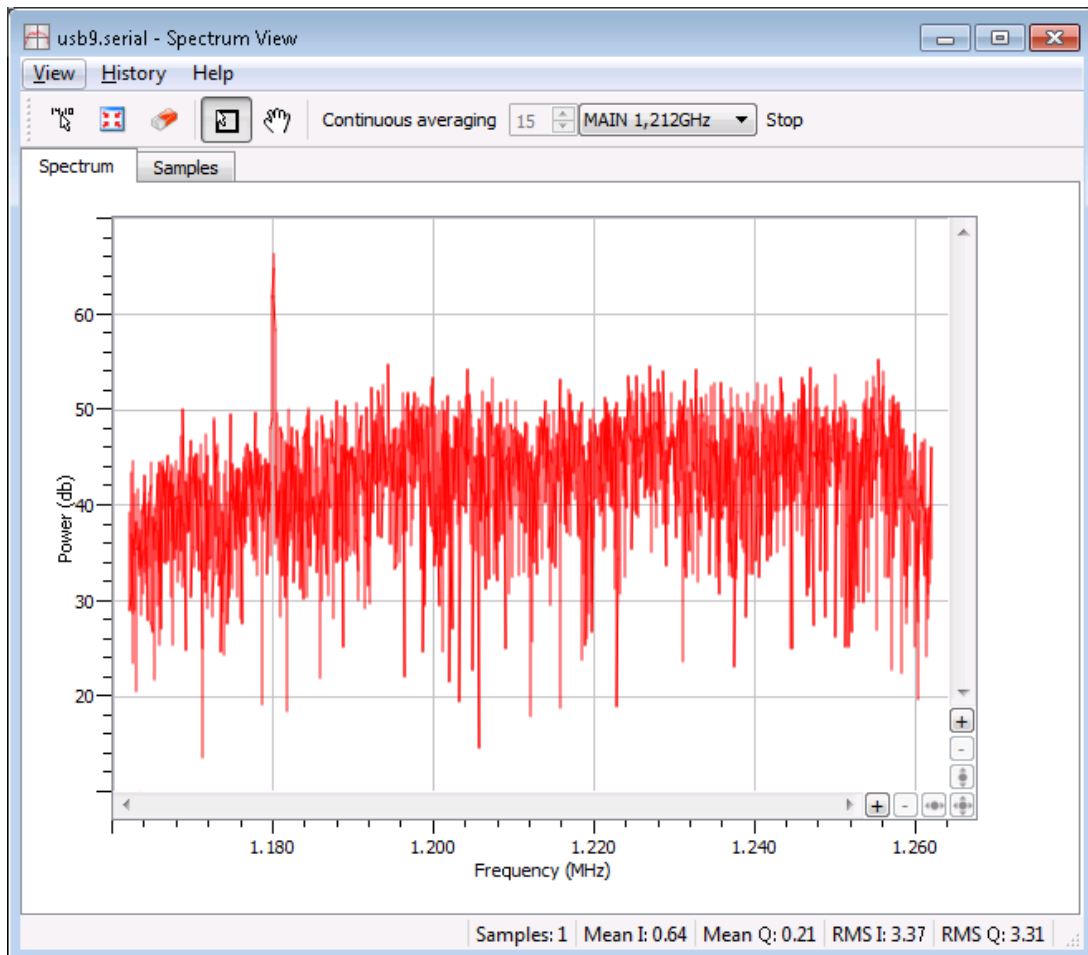 usb9.serial - Spectrum View
View History Help
Continuous averaging 15 MAIN 1,212GHz Stop
Spectrum Samples
60
50
40
30
20
Power (db)
1.180 1.200 1.220 1.240 1.260
Frequency (MHz)
Samples: 1 Mean I: 0.64 Mean Q: 0.21 RMS I: 3.37 RMS Q: 3.31